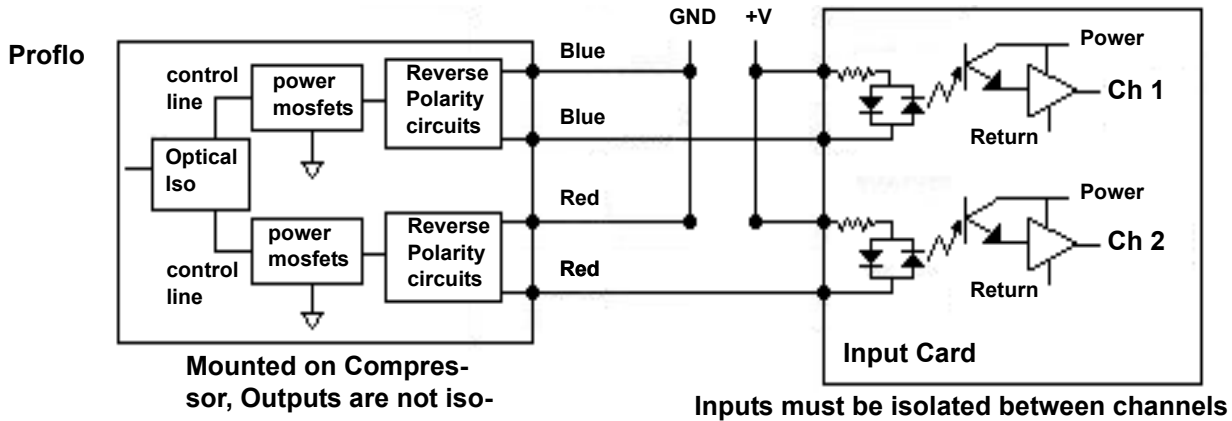 Proflo
control
line
power
mosfets
Reverse
Polarity
circuits
Optical
Iso
power
mosfets
control
line
Reverse
Polarity
circuits
Mounted on Compres-
sor, Outputs are not iso-
Blue
Blue
Red
Red
GND +V
Power
Ch 1
Return
Power
Ch 2
Return
Input Card
Inputs must be isolated between channels